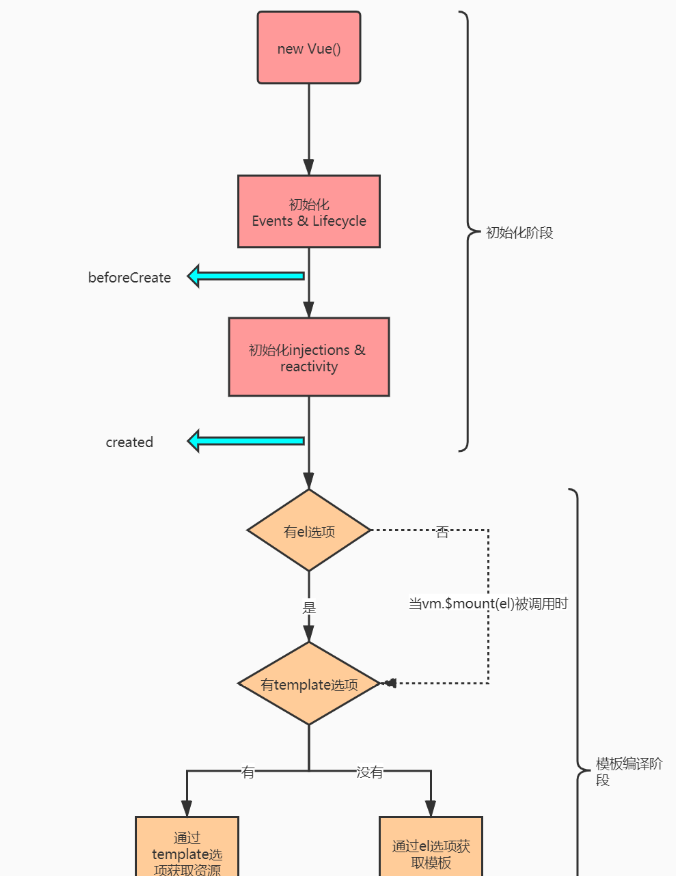 new Vue()
初始化
Events & Lifecycle
初始化阶段
beforeCreate
初始化injections &
reactivity
created
有el选项
否
当vm.$mount(el)被调用时
是
有template选项
模板编译阶
段
有
没有
通过
template选
项获取资源
通过el选项获
取模板